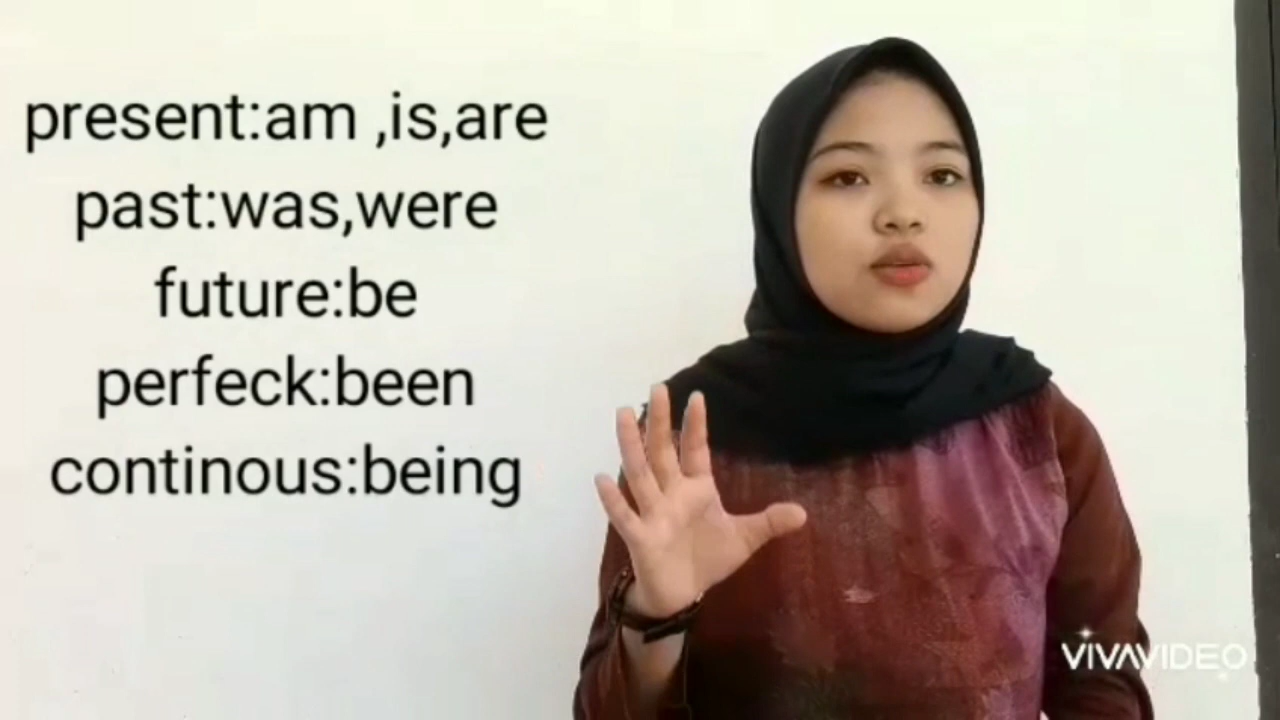 present:am ,is,are
past:was,were
future:be
perfeck:been
continous:being
VIVAVIDEO